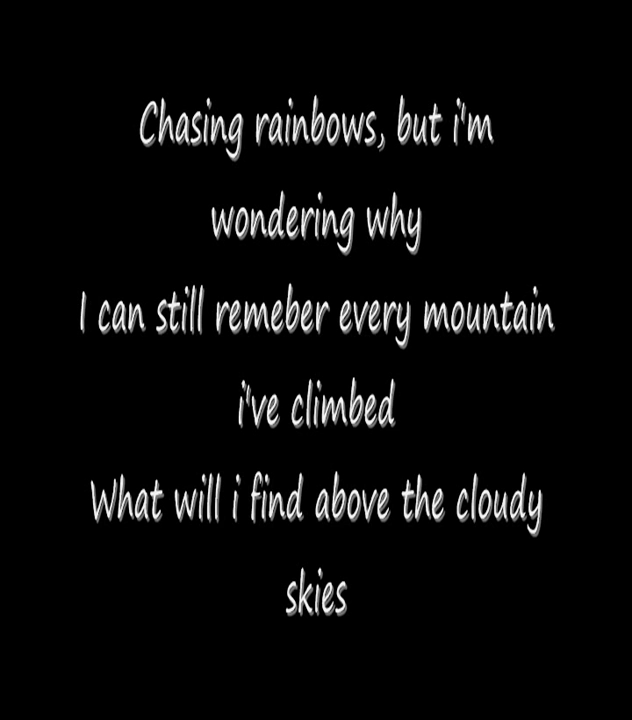 Chasing rainbows, but i'm
wondering why
I can still remeber every mountain
i've climbed
What will i find above the cloudy
skies